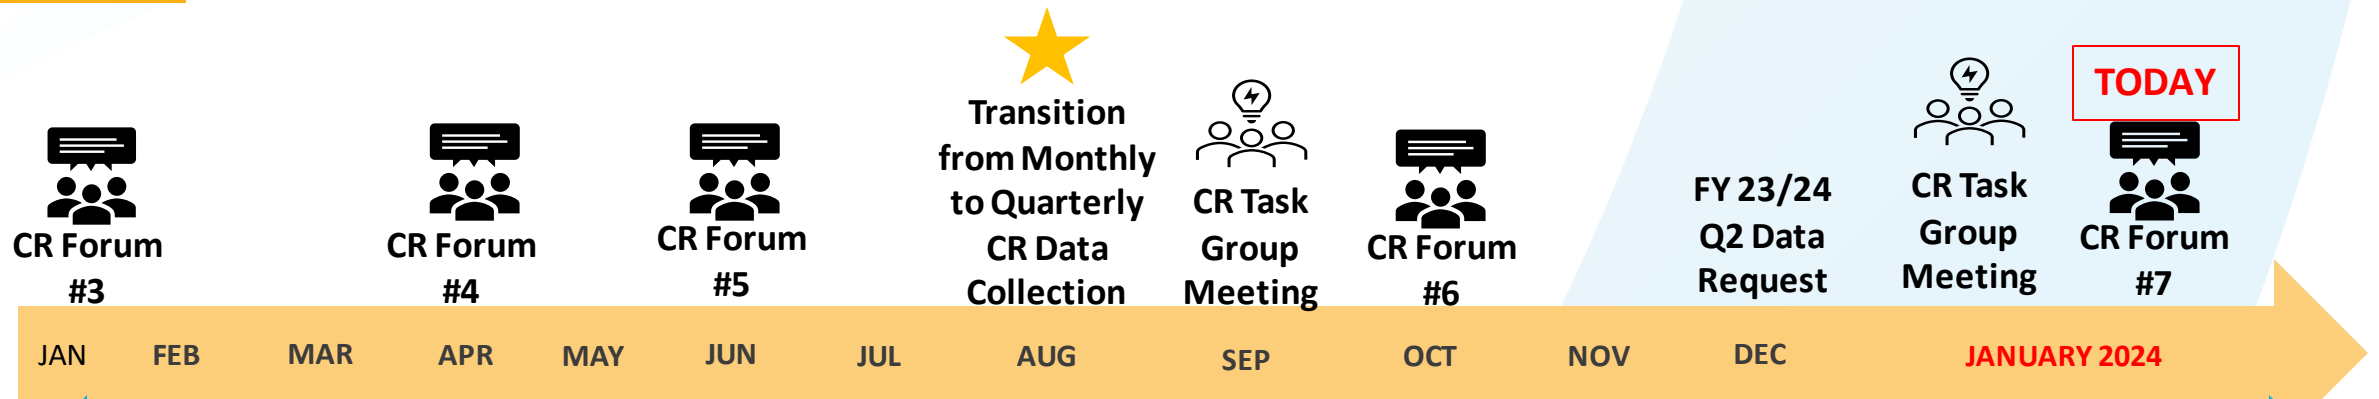 CR Forum
#3
CR Forum
#4
CR Forum
#5
Transition
from Monthly
to Quarterly
CR Data
Collection
CR Task
Group
Meeting
CR Forum
#6
FY 23/24
Q2 Data
Request
CR Task
Group
Meeting
TODAY
CR Forum
#7
JAN FEB MAR APR MAY JUN JUL AUG SEP OCT NOV DEC JANUARY 2024